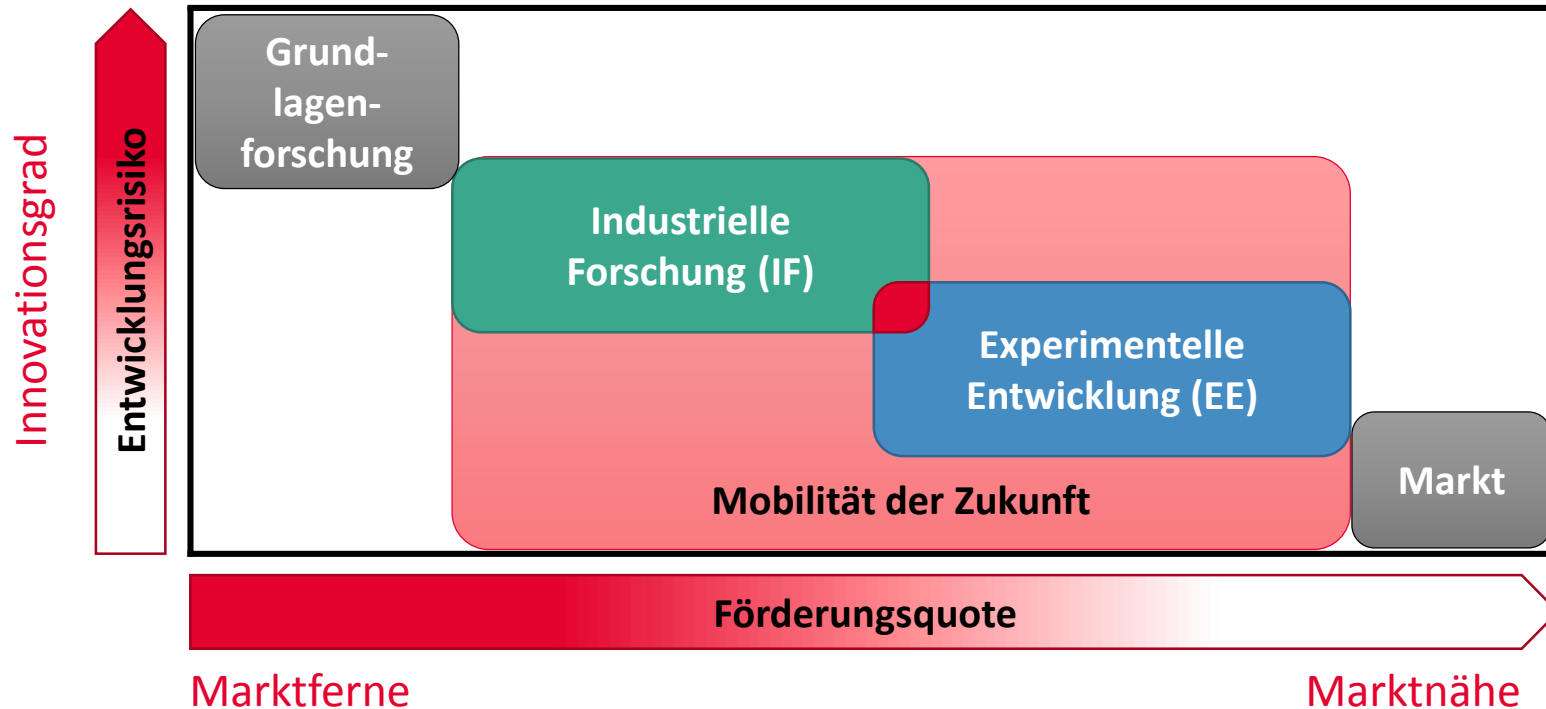 Innovationsgrad
Entwicklungsrisiko
Grund-
lagen-
forschung
Industrielle
Forschung (IF)
Experimentelle
Entwicklung (EE)
Mobilität der Zukunft
Markt
Förderungsquote
Marktferne
Marktnähe